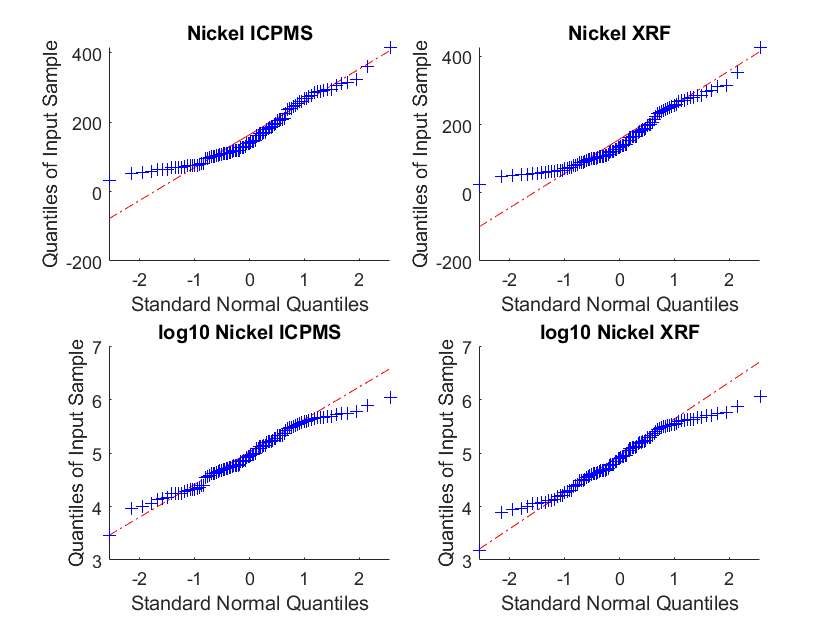 Nickel ICPMS
Quantiles of Input Sample
400
200
0
-200
-2 -1 0 1 2
Standard Normal Quantiles
Nickel XRF
Quantiles of Input Sample
400
200
0
-200
-2 -1 0 1 2
Standard Normal Quantiles
log10 Nickel ICPMS
Quantiles of Input Sample
7
6
5
4
3
-2 -1 0 1 2
Standard Normal Quantiles
log10 Nickel XRF
Quantiles of Input Sample
7
6
5
4
3
-2 -1 0 1 2
Standard Normal Quantiles